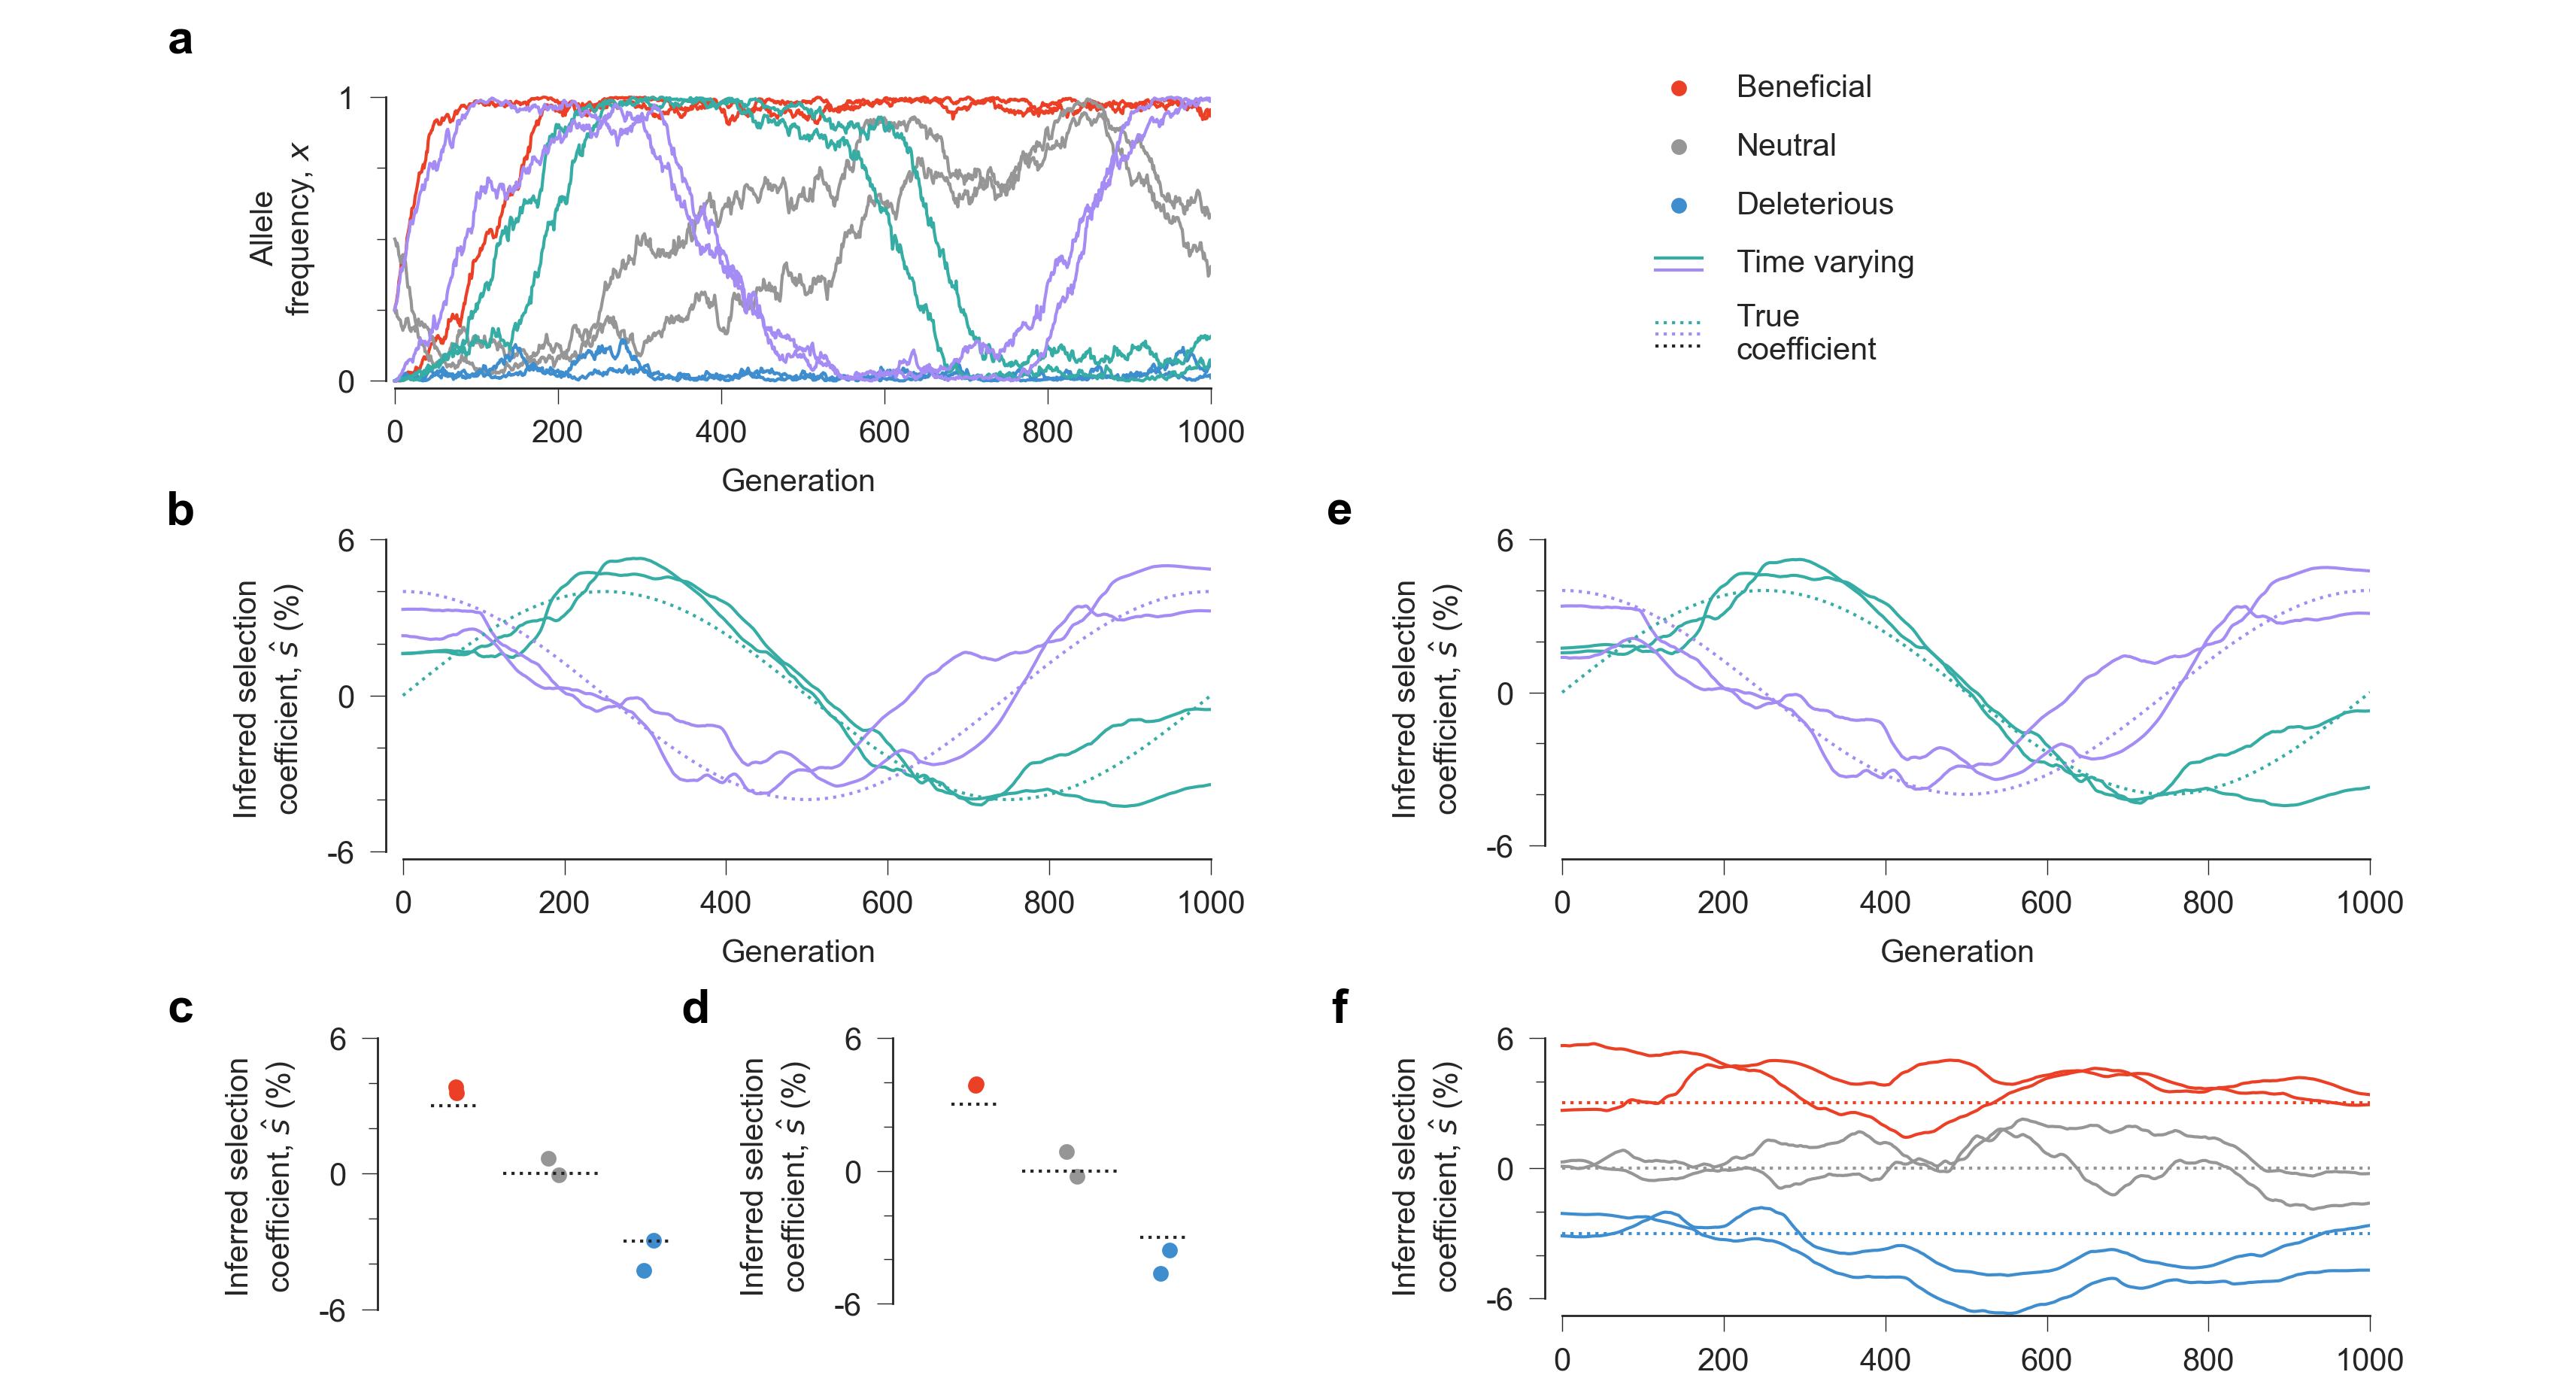 a
1
0
Allele
frequency, x
0 200 400 600 800 1000
Generation
Beneficial
Neutral
Deleterious
Time varying
True
coefficient
b
6
0
-6
Inferred selection
coefficient, ŝ (%)
0 200 400 600 800 1000
Generation
e
6
0
-6
Inferred selection
coefficient, ŝ (%)
0 200 400 600 800 1000
Generation
c
6
0
-6
Inferred selection
coefficient, ŝ (%)
d
6
0
-6
Inferred selection
coefficient, ŝ (%)
f
6
0
-6
Inferred selection
coefficient, ŝ (%)
0 200 400 600 800 1000